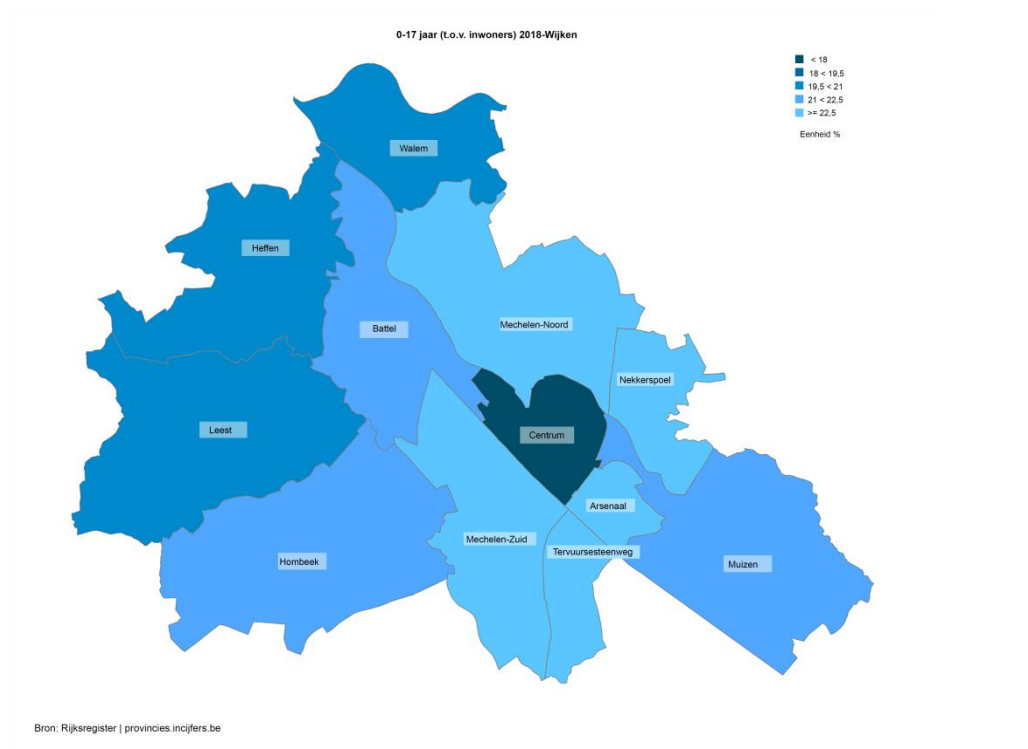 0-17 jaar (t.o.v. inwoners) 2018-Wijken
< 18
18 < 19,5
19,5 < 21
21 < 22,5
>= 22,5
Eenheid %
Walem
Heffen
Battel
Mechelen-Noord
Nekkerspoel
Leest
Centrum
Arsenaal
Mechelen-Zuid
Tervuursesteenweg
Hombeek
Muizen
Bron: Rijksregister | provincies.incijfers.be